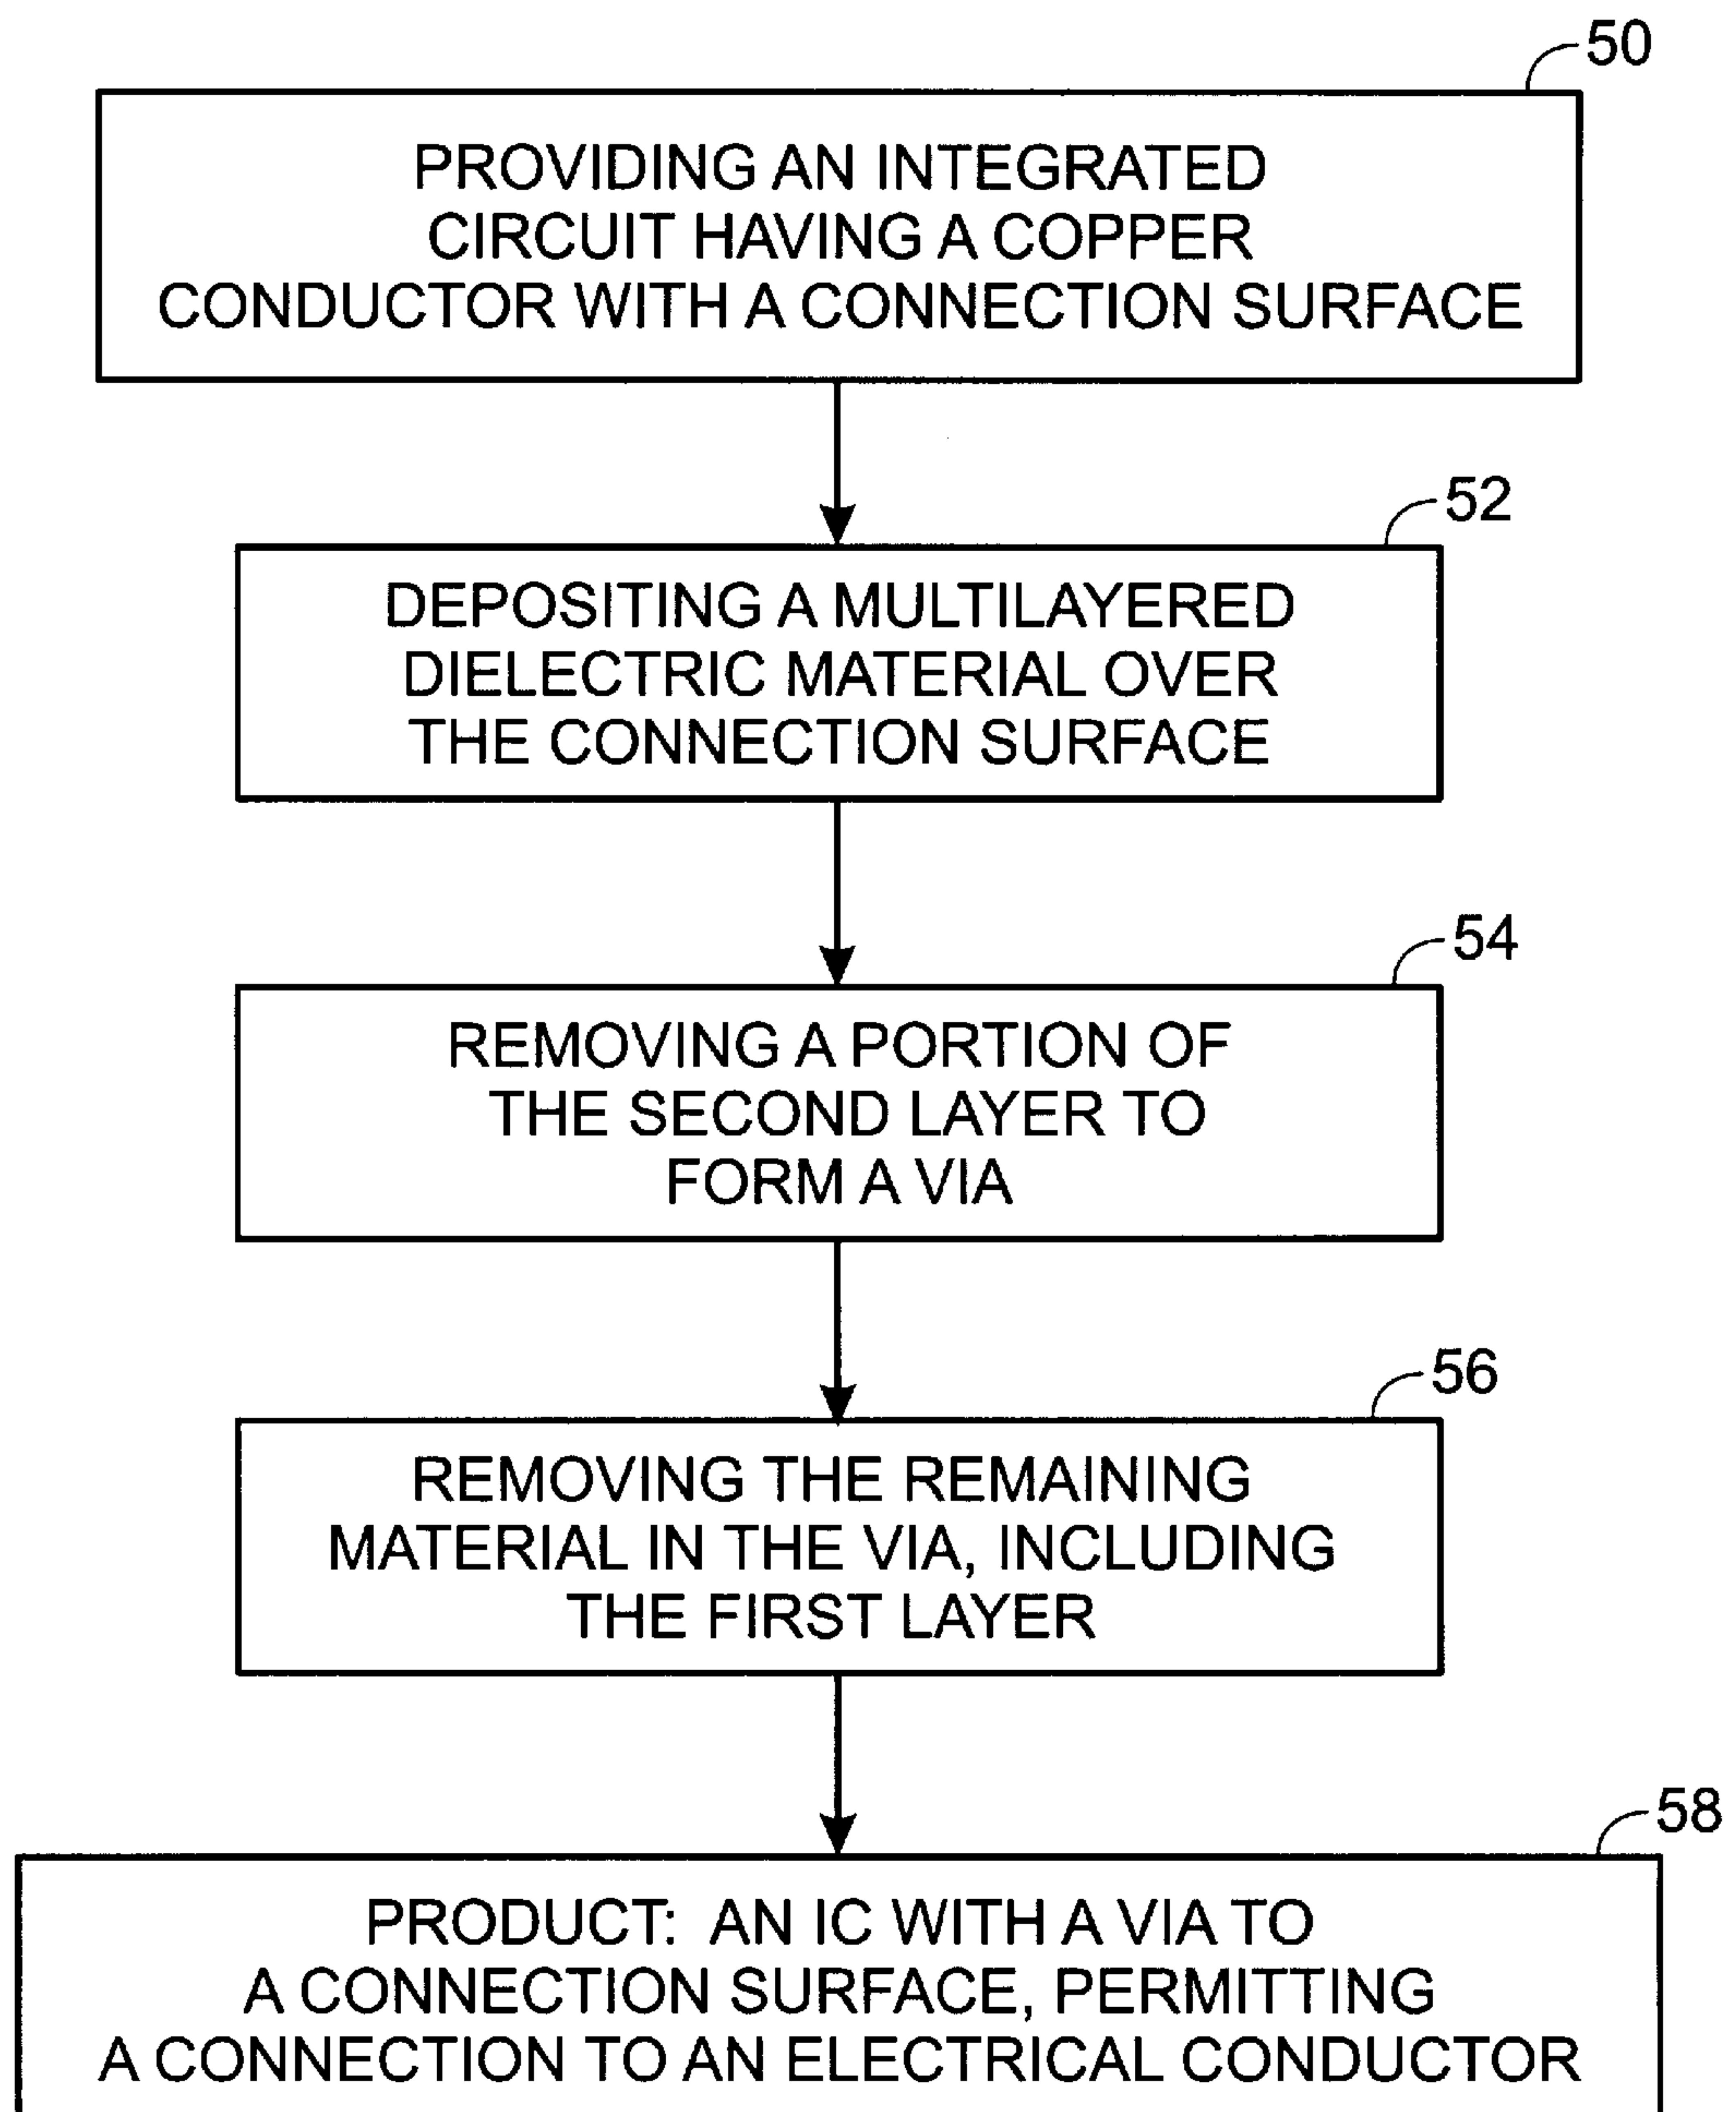 50
PROVIDING AN INTEGRATED
CIRCUIT HAVING A COPPER
CONDUCTOR WITH A CONNECTION SURFACE
52
DEPOSITING A MULTILAYERED
DIELECTRIC MATERIAL OVER
THE CONNECTION SURFACE
54
REMOVING A PORTION OF
THE SECOND LAYER TO
FORM A VIA
56
REMOVING THE REMAINING
MATERIAL IN THE VIA, INCLUDING
THE FIRST LAYER
58
PRODUCT: AN IC WITH A VIA TO
A CONNECTION SURFACE, PERMITTING
A CONNECTION TO AN ELECTRICAL CONDUCTOR